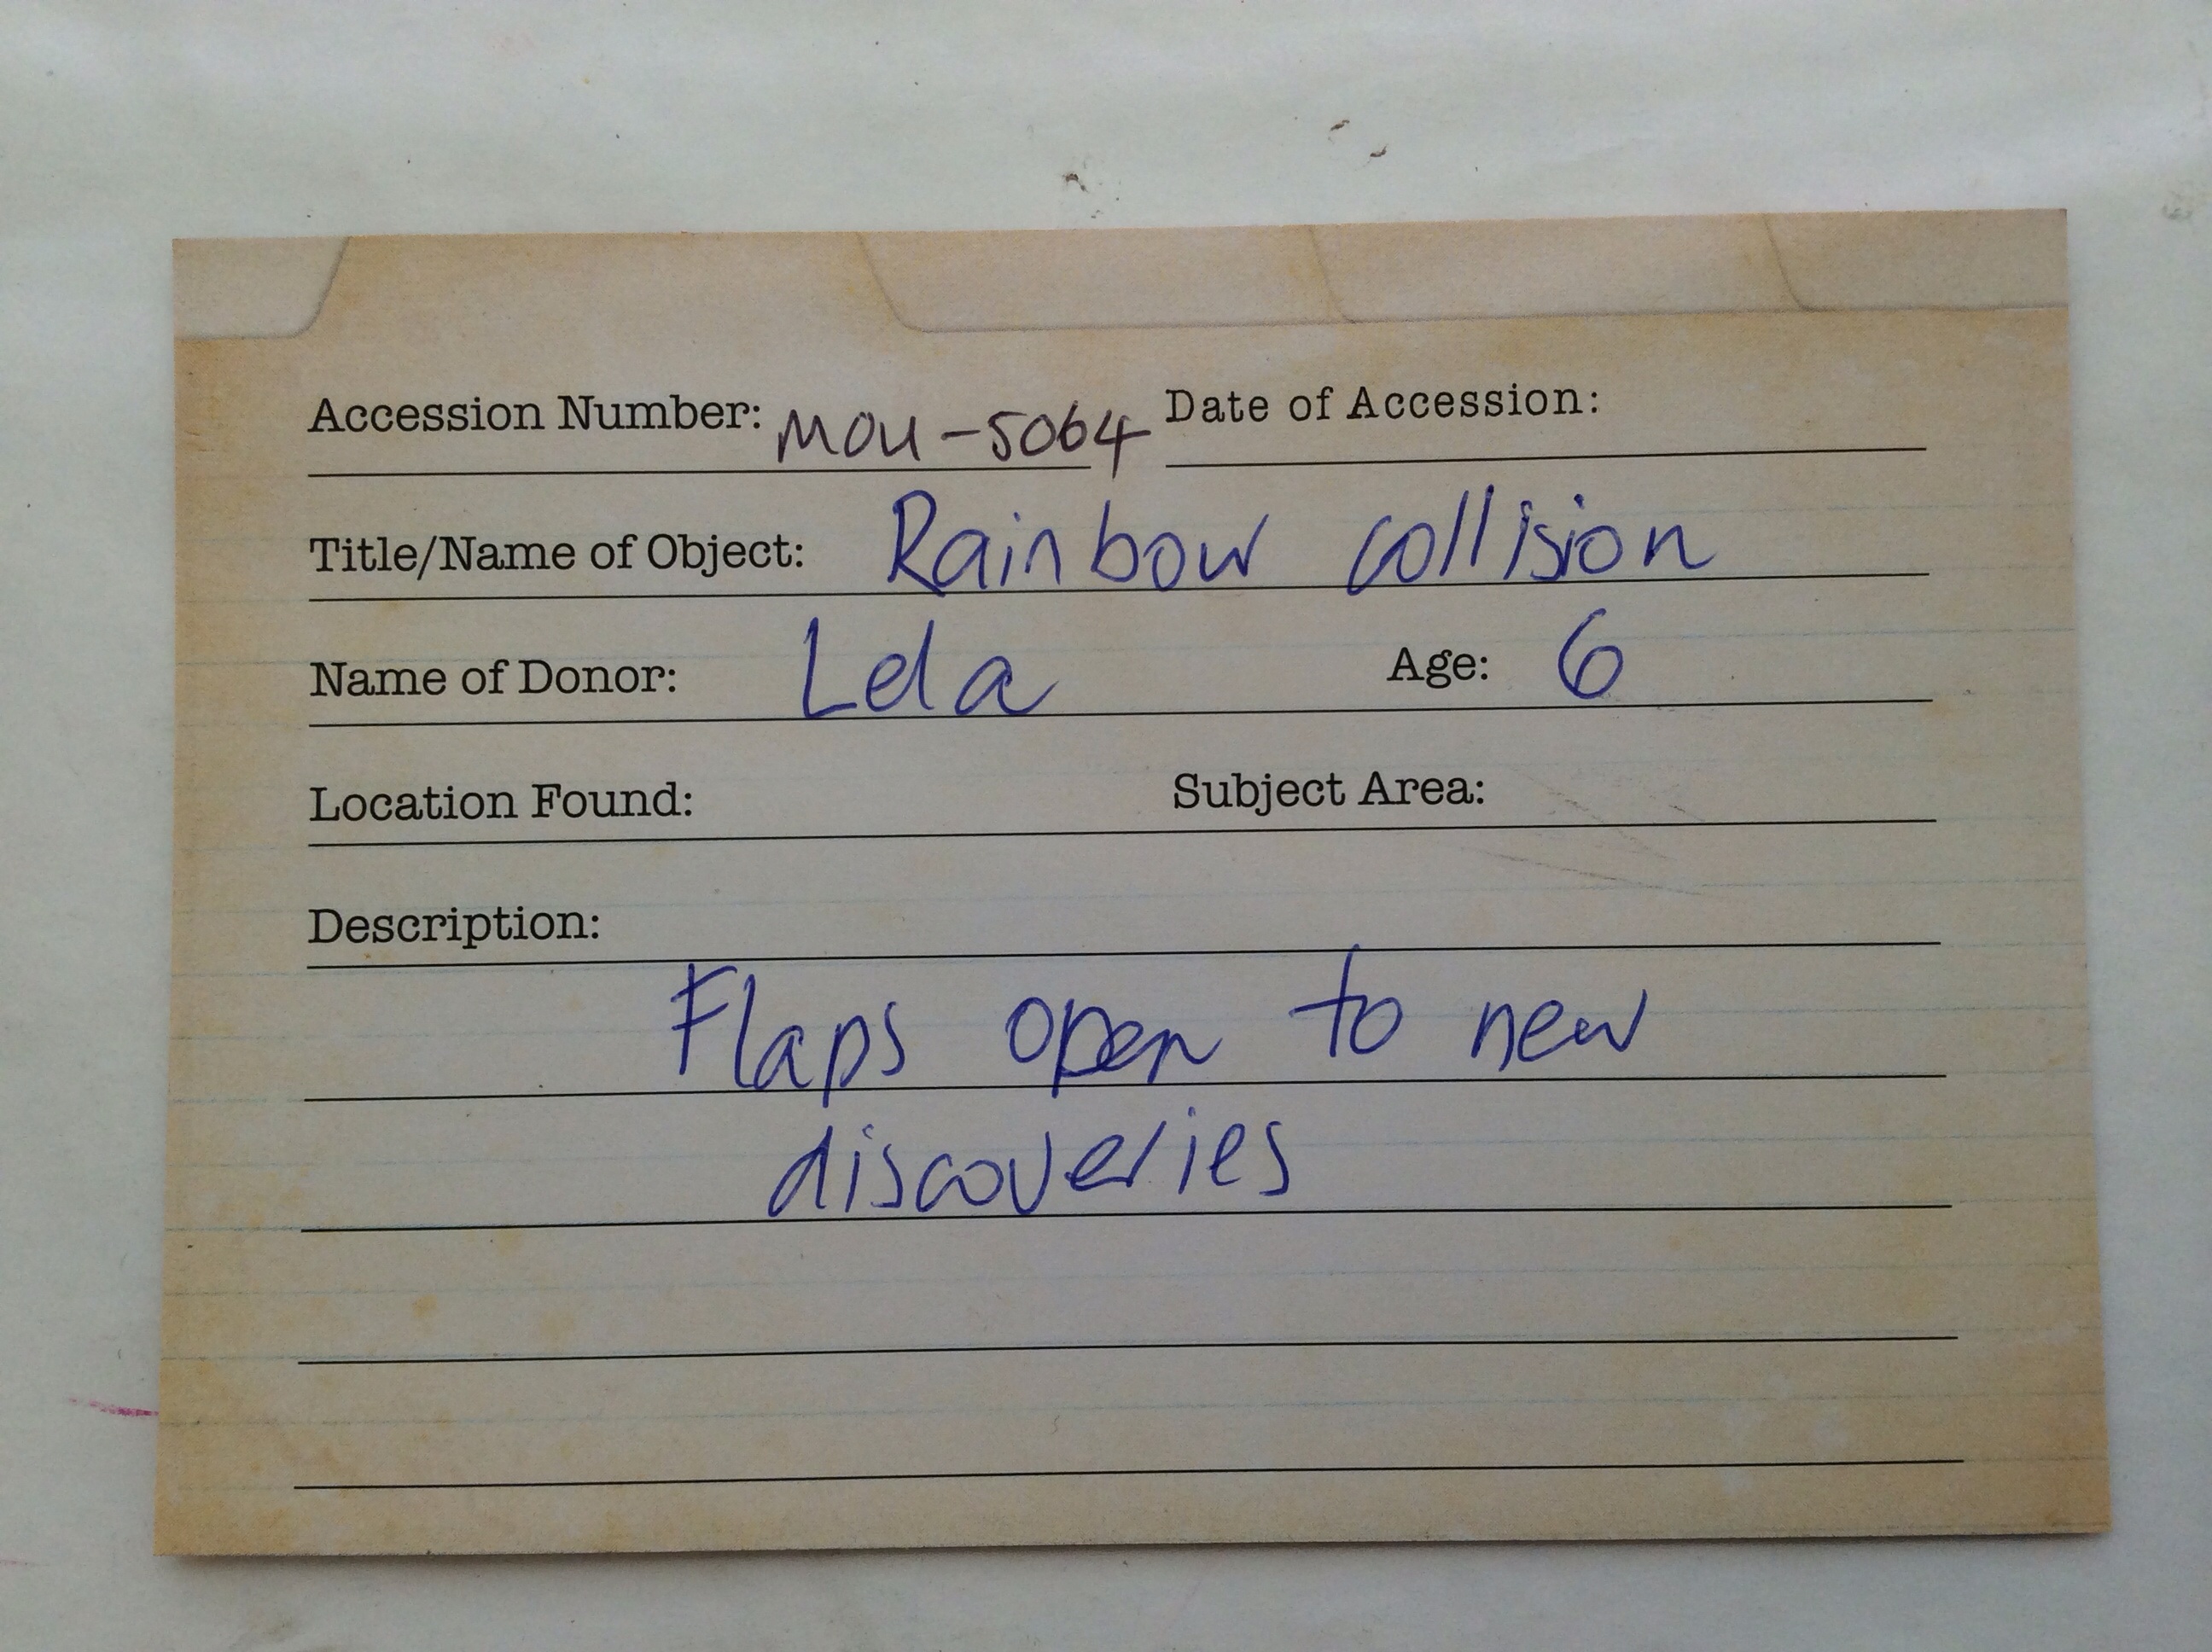 Accession Number: MOU-5064 Date of Accession:
Title/Name of Object: Rainbow collision
Name of Donor: Lela Age: 6
Location Found: Subject Area:
Description:
Flaps open to new
discoveries